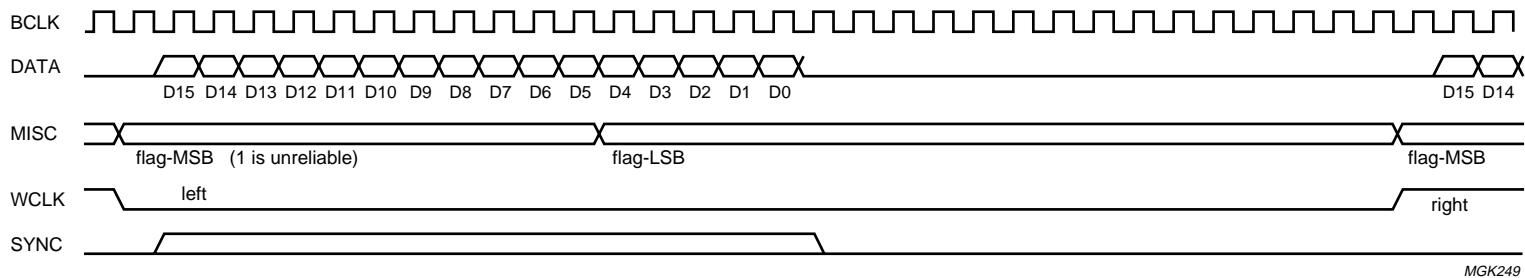 BCLK
DATA
D15 D14 D13 D12 D11 D10 D9 D8 D7 D6 D5 D4 D3 D2 D1 D0 D15 D14
MISC
flag-MSB (1 is unreliable) flag-LSB flag-MSB
WCLK left right
SYNC
MGK249